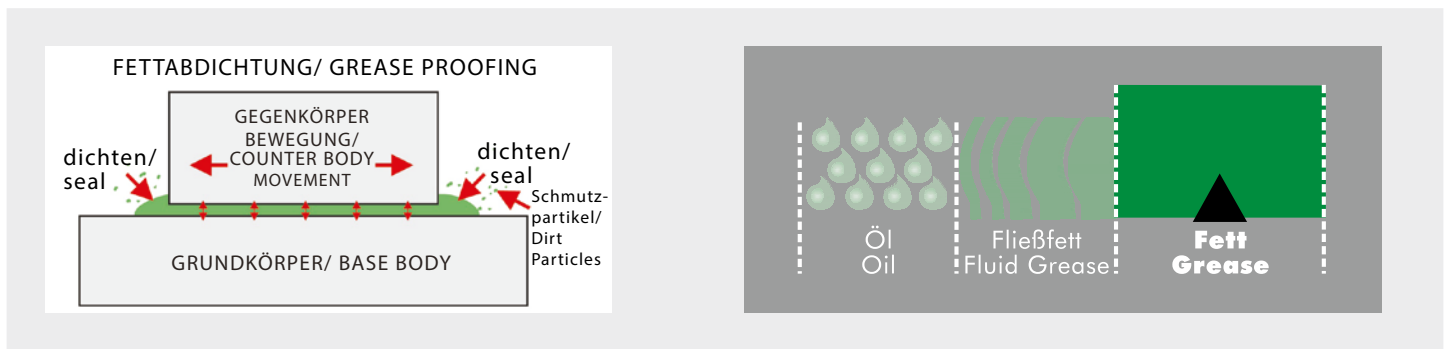 FETTABDICHTUNG/ GREASE PROOFING
GEGENKÖRPER
BEWEGUNG/
COUNTER BODY
MOVEMENT
dichten/
seal
dichten/
seal
Schmutz-
partikel/
Dirt
Particles
GRUNDKÖRPER/ BASE BODY
Öl
Oil
Fließfett
Fluid Grease
Fett
Grease